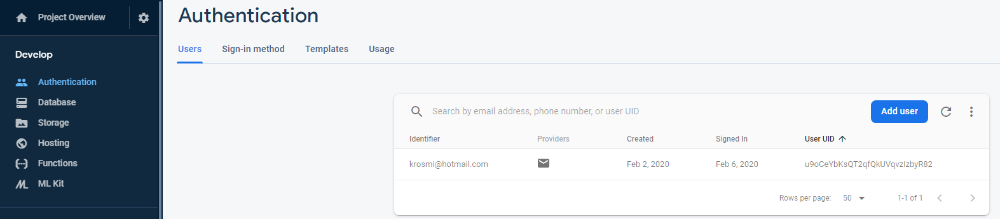 Project Overview
Develop
Authentication
Database
Storage
Hosting
Functions
ML Kit
Authentication
Users Sign-in method Templates Usage
Search by email address, phone number, or user UID Add user
Identifier Providers Created Signed In User UID
krosmi@hotmail.com Feb 2, 2020 Feb 6, 2020 u9oCeYbKsQT2qfQkUVqvzIzbyR82
Rows per page: 50 1-1 of 1